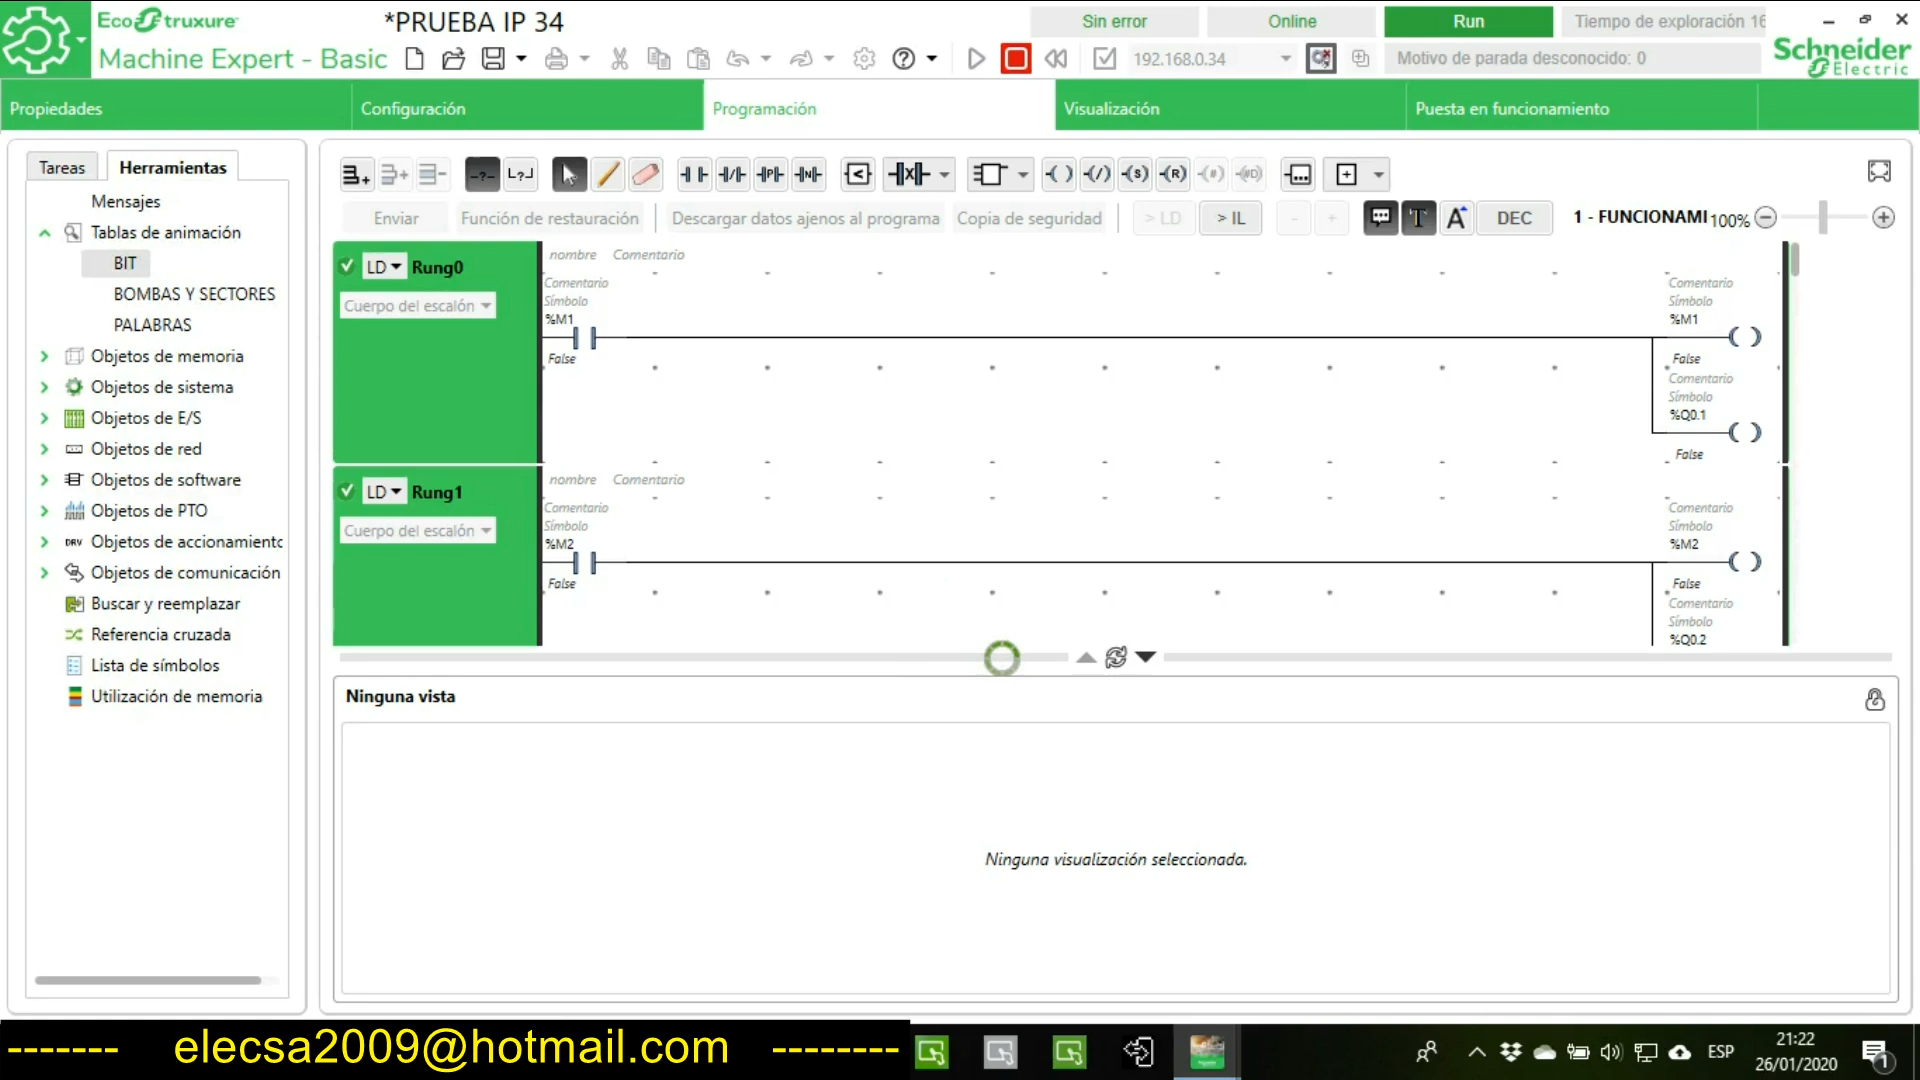 EcoStruxure
Machine Expert - Basic
*PRUEBA IP 34
Sin error
Online
Run
Tiempo de exploración 16
192.168.0.34
Motivo de parada desconocido: 0
Schneider
Electric
Propiedades
Configuración
Programación
Visualización
Puesta en funcionamiento
Tareas
Herramientas
Mensajes
Tablas de animación
BIT
BOMBAS Y SECTORES
PALABRAS
Objetos de memoria
Objetos de sistema
Objetos de E/S
Objetos de red
Objetos de software
Objetos de PTO
DRV Objetos de accionamiento
Objetos de comunicación
Buscar y reemplazar
Referencia cruzada
Lista de símbolos
Utilización de memoria
Enviar
Función de restauración
Descargar datos ajenos al programa
Copia de seguridad
> LD
> IL
- +
T
A
DEC
1 - FUNCIONAMI
100%
LD Rung0
Cuerpo del escalón
nombre Comentario
Comentario
Símbolo
%M1
False
Comentario
Símbolo
%M1
False
Comentario
Símbolo
%Q0.1
False
LD Rung1
Cuerpo del escalón
nombre Comentario
Comentario
Símbolo
%M2
False
Comentario
Símbolo
%M2
False
Comentario
Símbolo
%Q0.2
Ninguna vista
Ninguna visualización seleccionada.
------- elecsa2009@hotmail.com --------
ESP
21:22
26/01/2020
1